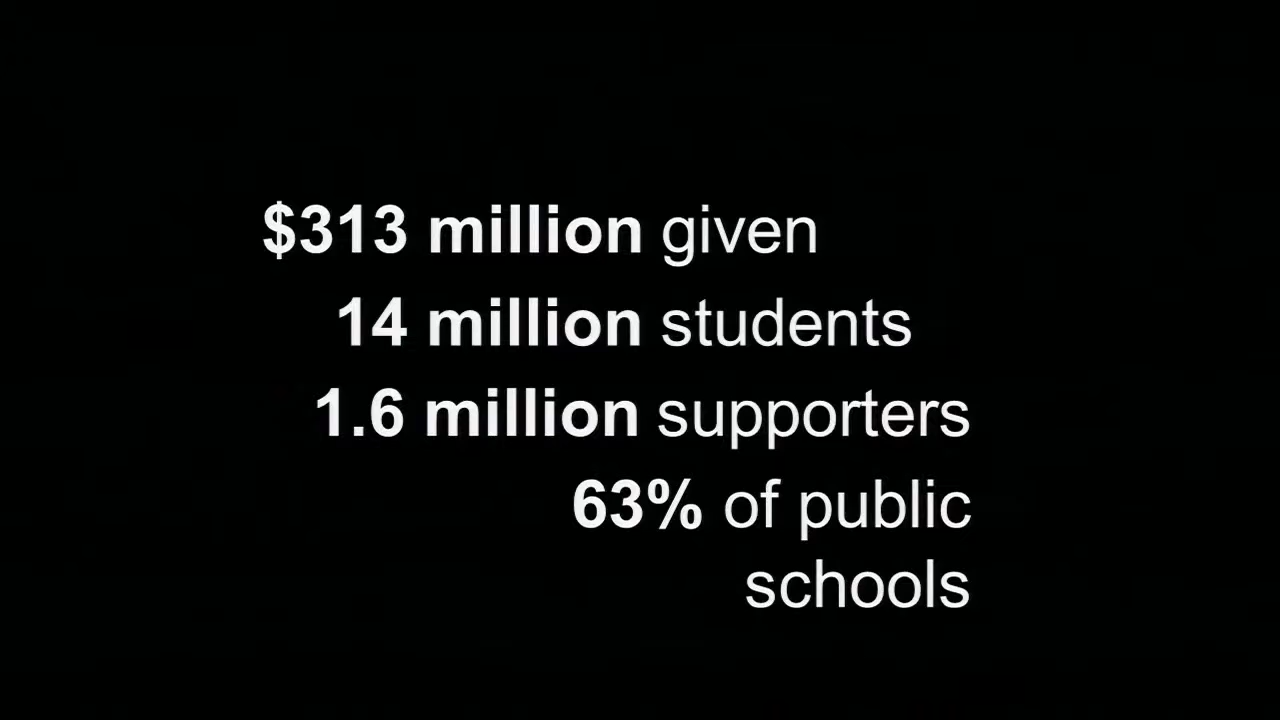 $313 million given
14 million students
1.6 million supporters
63% of public
schools